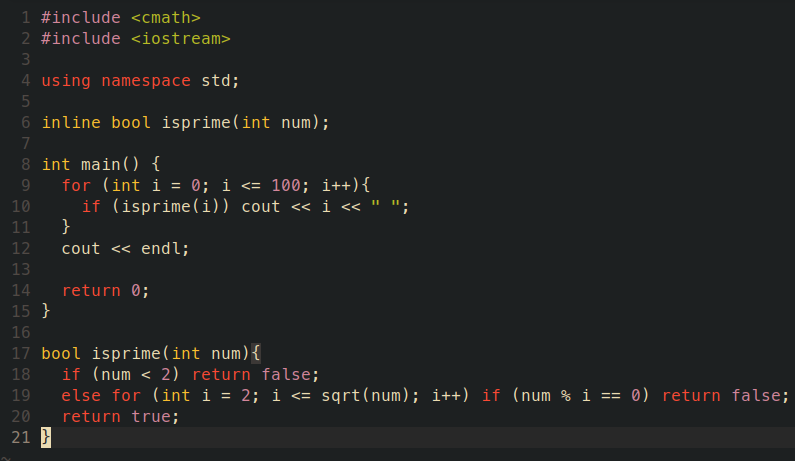 1 #include <cmath>
2 #include <iostream>
3
4 using namespace std;
5
6 inline bool isprime(int num);
7
8 int main() {
9   for (int i = 0; i <= 100; i++){
10     if (isprime(i)) cout << i << " ";
11   }
12   cout << endl;
13
14   return 0;
15 }
16
17 bool isprime(int num){
18   if (num < 2) return false;
19   else for (int i = 2; i <= sqrt(num); i++) if (num % i == 0) return false;
20   return true;
21 }
~